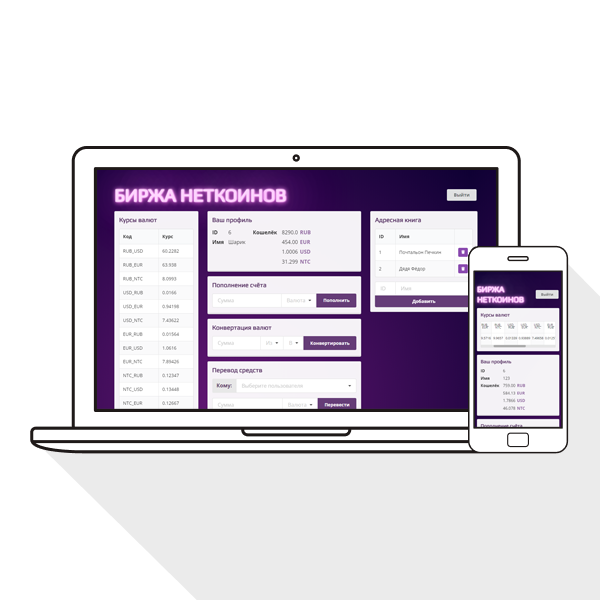 БИРЖА НЕТКОИНОВ
Выйти
Курсы валют
Код Курс
RUB_USD 60.2282
RUB_EUR 63.938
RUB_NTC 8.0993
USD_RUB 0.0166
USD_EUR 0.94198
USD_NTC 7.43622
EUR_RUB 0.01564
EUR_USD 1.0616
EUR_NTC 7.89426
NTC_RUB 0.12347
NTC_USD 0.13448
NTC_EUR 0.12667
Ваш профиль
ID 6 Кошелёк 8290.0 RUB
Имя Шарик 454.00 EUR
1.0006 USD
31.299 NTC
Пополнение счёта
Сумма Валюта Пополнить
Конвертация валют
Сумма Из В Конвертировать
Перевод средств
Кому: Выберите пользователя
Сумма Валюта Перевести
Адресная книга
ID Имя
1 Почтальон Печкин
2 Дядя Фёдор
ID Имя
Добавить
БИРЖА
НЕТКОИНОВ
Выйти
Курсы валют
Ваш профиль
ID 6
Имя 123
Кошелёк 759.00 RUB
584.13 EUR
1.7866 USD
46.078 NTC
Пополнение счёта